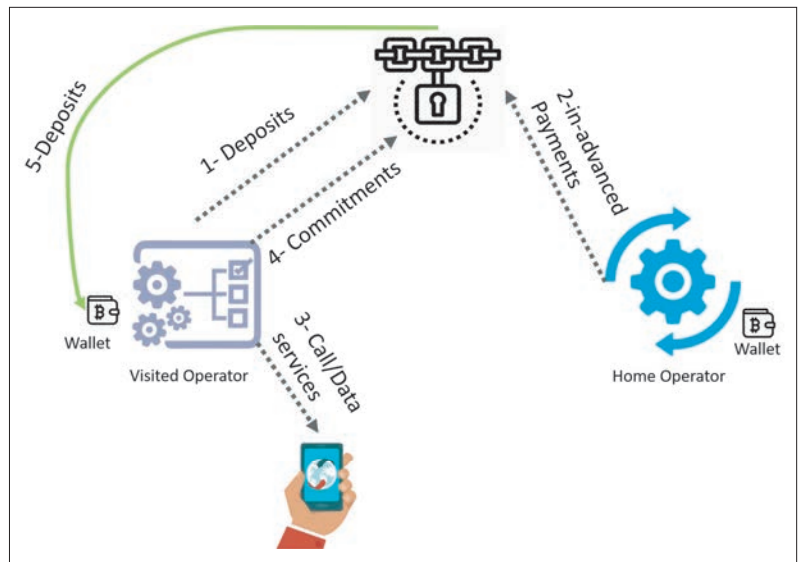 5-Deposits
1- Deposits
4- Commitments
2-in-advanced
Payments
Wallet
Visited Operator
3- Call/Data
services
Wallet
Home Operator